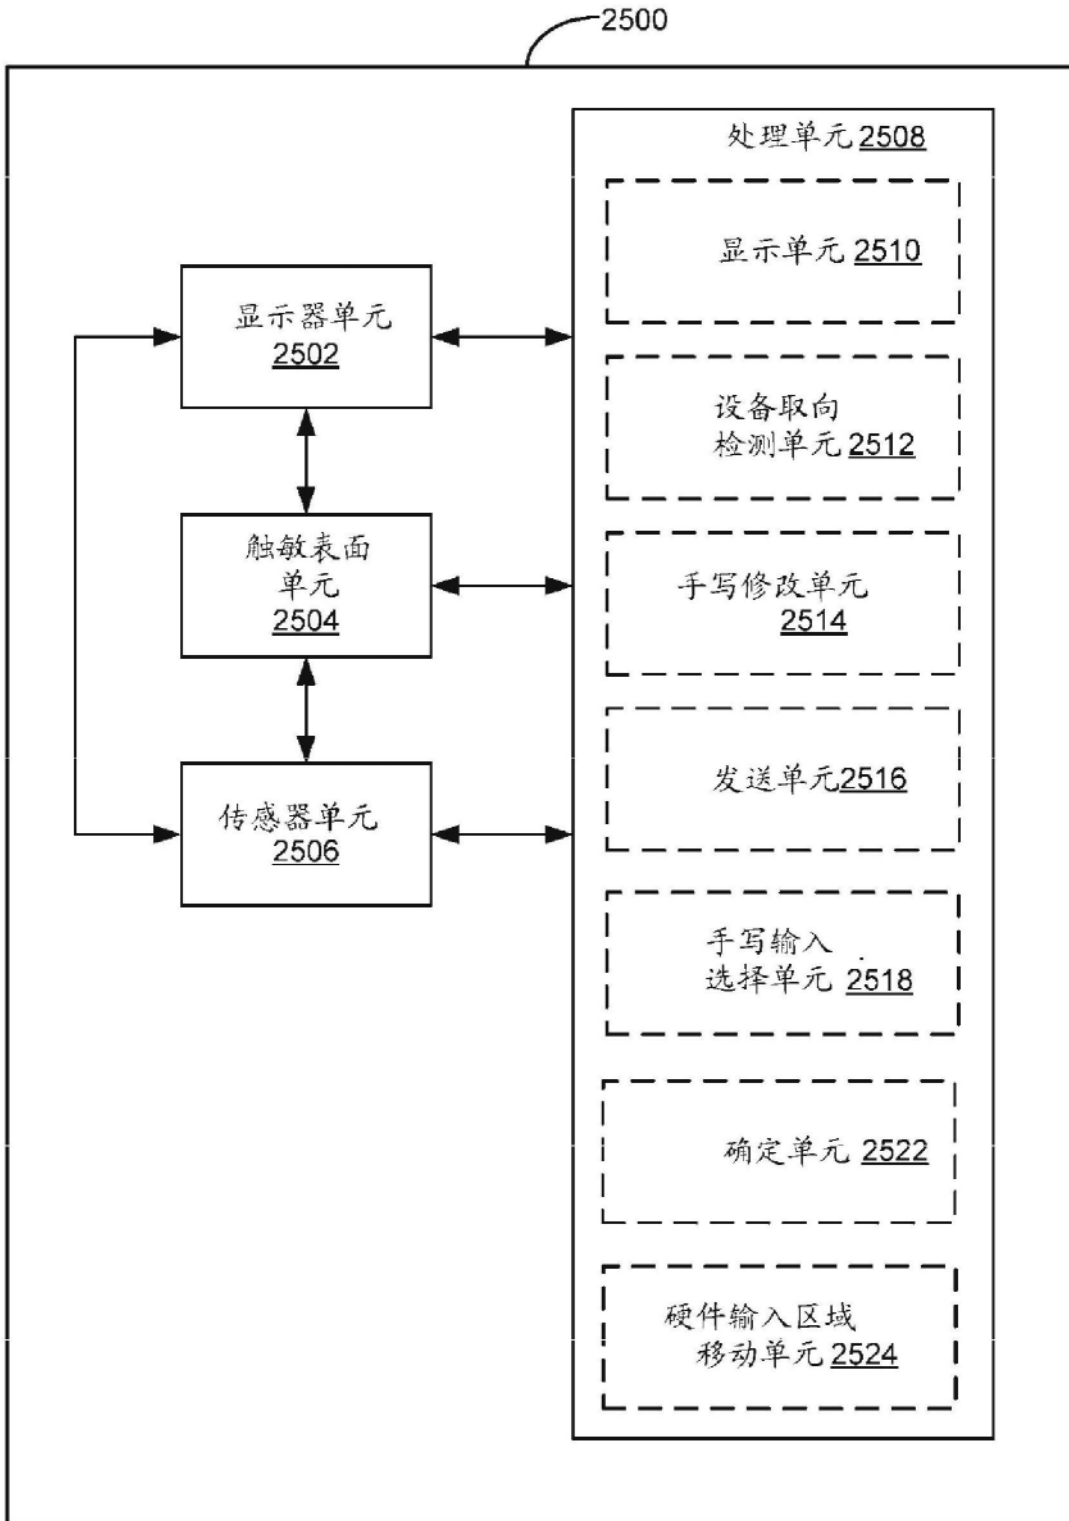 2500
处理单元 2508
显示单元 2510
显示器单元
2502
设备取向
检测单元 2512
触敏表面
单元
2504
手写修改单元
2514
发送单元2516
传感器单元
2506
手写输入
选择单元 2518
确定单元 2522
硬件输入区域
移动单元 2524